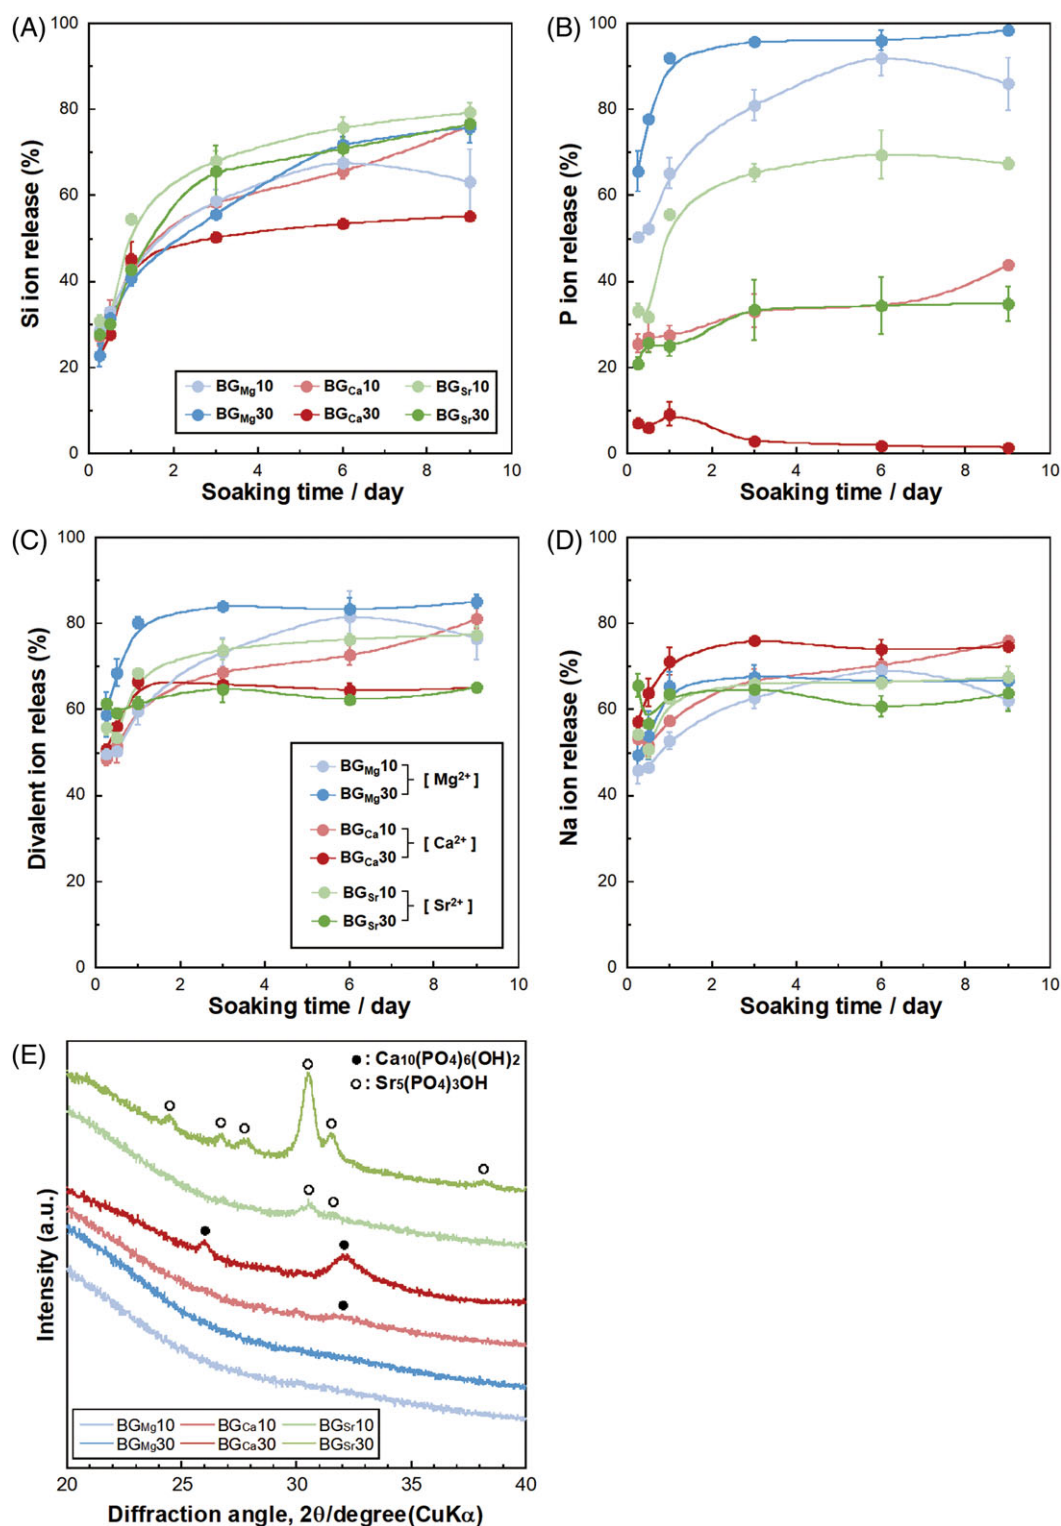 (A)
100
80
60
40
20
0
Si ion release (%)
BGMg10 BGCa10 BGSr10
BGMg30 BGCa30 BGSr30
0 2 4 6 8 10
Soaking time / day
(B)
100
80
60
40
20
0
P ion release (%)
0 2 4 6 8 10
Soaking time / day
(C)
100
80
60
40
20
0
Divalent ion releas (%)
BGMg10
BGMg30
[ Mg²⁺]
BGCa10
BGCa30
[ Ca²⁺ ]
BGSr10
BGSr30
[ Sr²⁺ ]
0 2 4 6 8 10
Soaking time / day
(D)
100
80
60
40
20
0
Na ion release (%)
0 2 4 6 8 10
Soaking time / day
(E)
● : Ca10(PO4)6(OH)2
○ : Sr5(PO4)3OH
Intensity (a.u.)
BGMg10 BGCa10 BGSr10
BGMg30 BGCa30 BGSr30
20 25 30 35 40
Diffraction angle, 2θ/degree(CuKα)